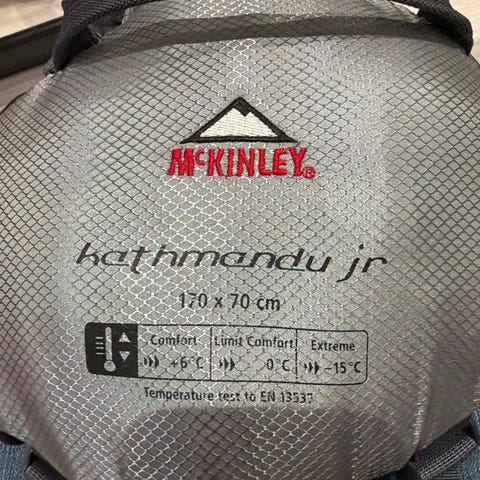 McKINLEY®
kathmandu jr
170 x 70 cm
Comfort Limit Comfort Extreme
+6°C 0°C -15°C
Temperature test to EN 13537